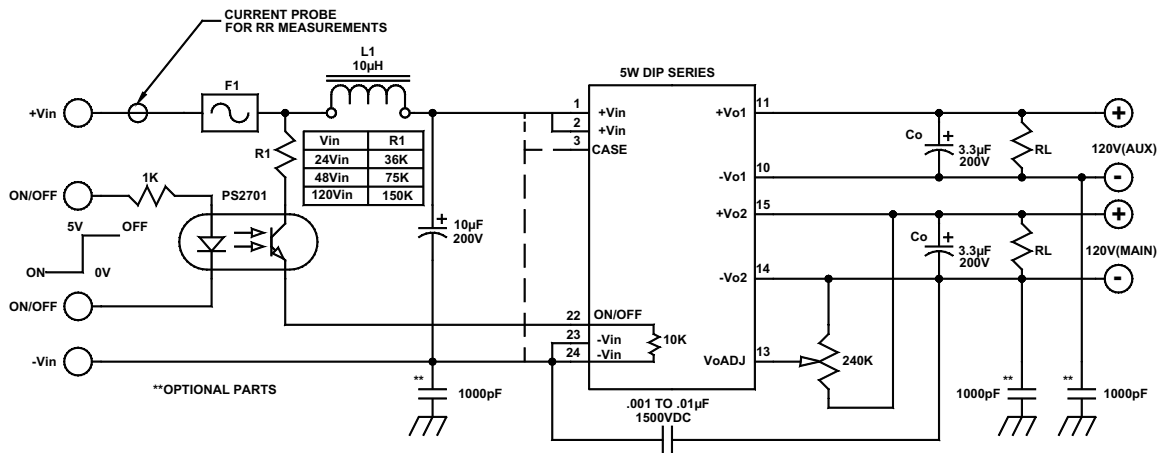 CURRENT PROBE
FOR RR MEASUREMENTS
L1
10µH
5W DIP SERIES
F1
+Vin
1
+Vin
2
+Vin
3
CASE
11
+Vo1
Co
+
3.3µF
200V
RL
+
120V(AUX)
-
10
-Vo1
R1
Vin R1
24Vin 36K
48Vin 75K
120Vin 150K
ON/OFF
1K
PS2701
5V
OFF
ON
0V
ON/OFF
+
10µF
200V
15
+Vo2
Co
+
3.3µF
200V
RL
+
120V(MAIN)
-
14
-Vo2
22
ON/OFF
23
-Vin
24
-Vin
10K
VoADJ
13
240K
-Vin
**OPTIONAL PARTS
**
1000pF
.001 TO .01µF
1500VDC
**
1000pF
**
1000pF